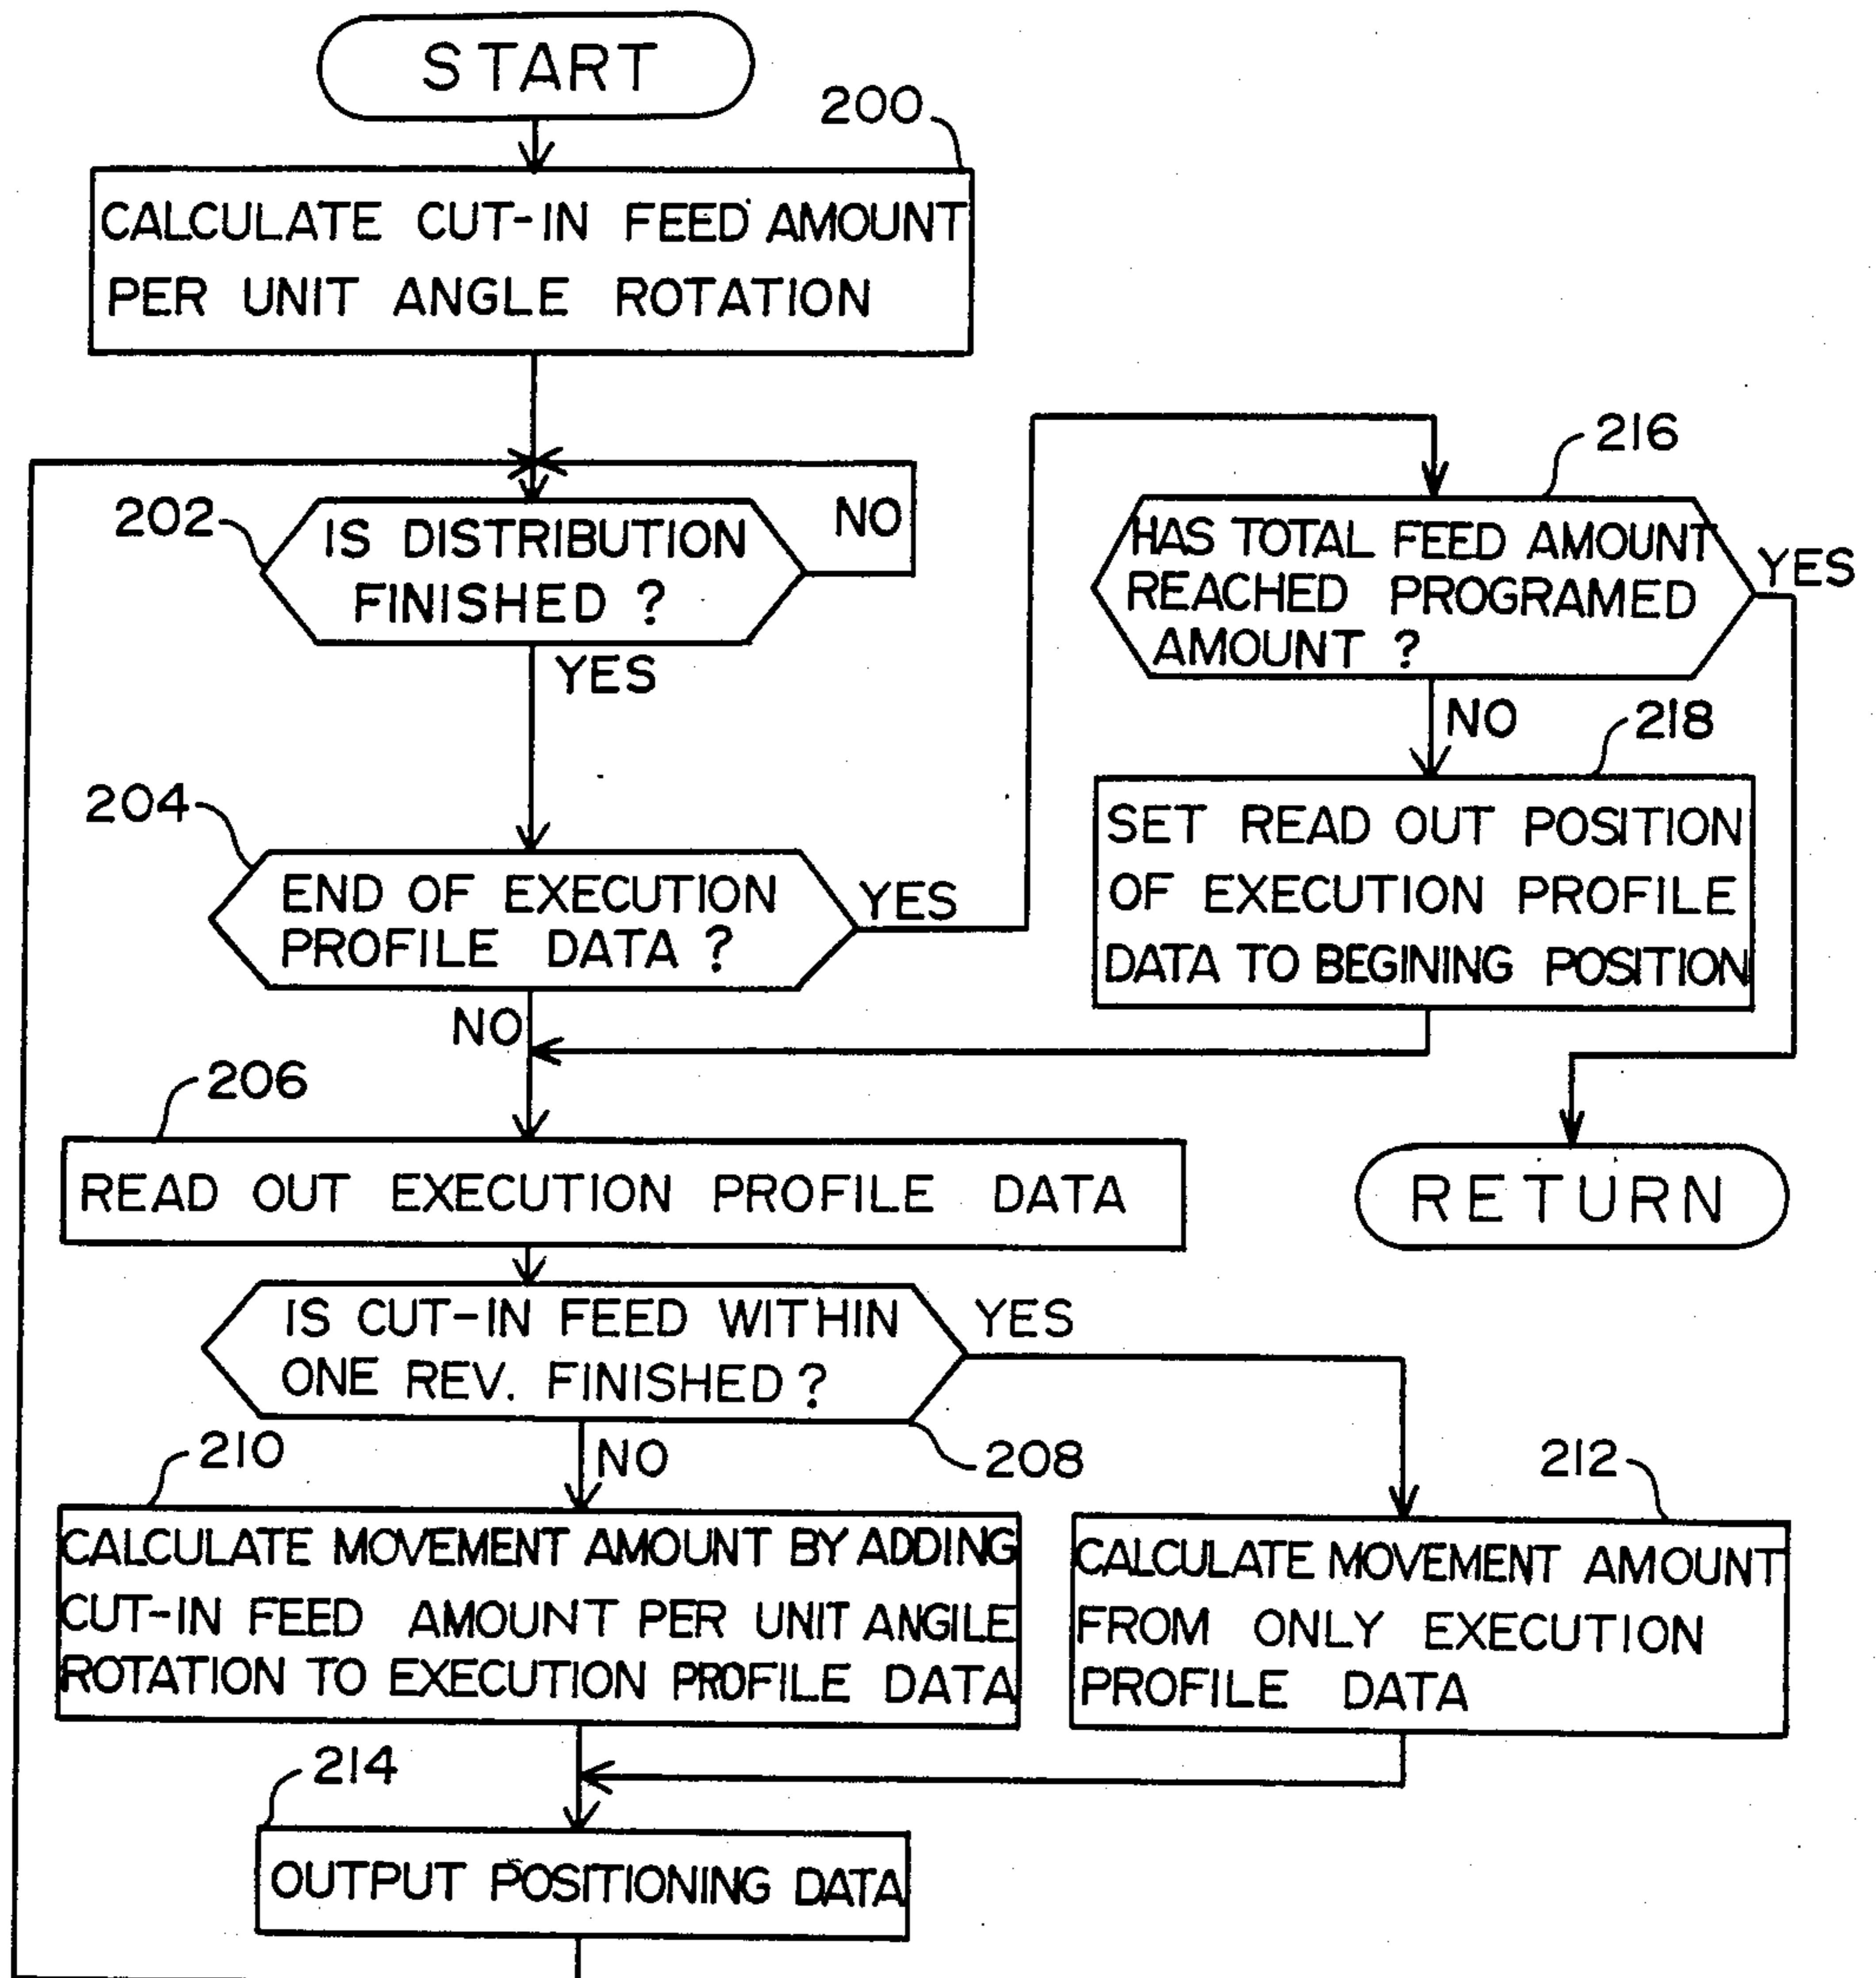 START
200
CALCULATE CUT-IN FEED AMOUNT
PER UNIT ANGLE ROTATION
202
IS DISTRIBUTION
FINISHED ?
NO
YES
216
HAS TOTAL FEED AMOUNT
REACHED PROGRAMED
AMOUNT ?
YES
NO
218
SET READ OUT POSITION
OF EXECUTION PROFILE
DATA TO BEGINING POSITION
204
END OF EXECUTION
PROFILE DATA ?
YES
NO
206
READ OUT EXECUTION PROFILE DATA
RETURN
IS CUT-IN FEED WITHIN
ONE REV. FINISHED ?
YES
208
NO
210
CALCULATE MOVEMENT AMOUNT BY ADDING
CUT-IN FEED AMOUNT PER UNIT ANGILE
ROTATION TO EXECUTION PROFILE DATA
212
CALCULATE MOVEMENT AMOUNT
FROM ONLY EXECUTION
PROFILE DATA
214
OUTPUT POSITIONING DATA